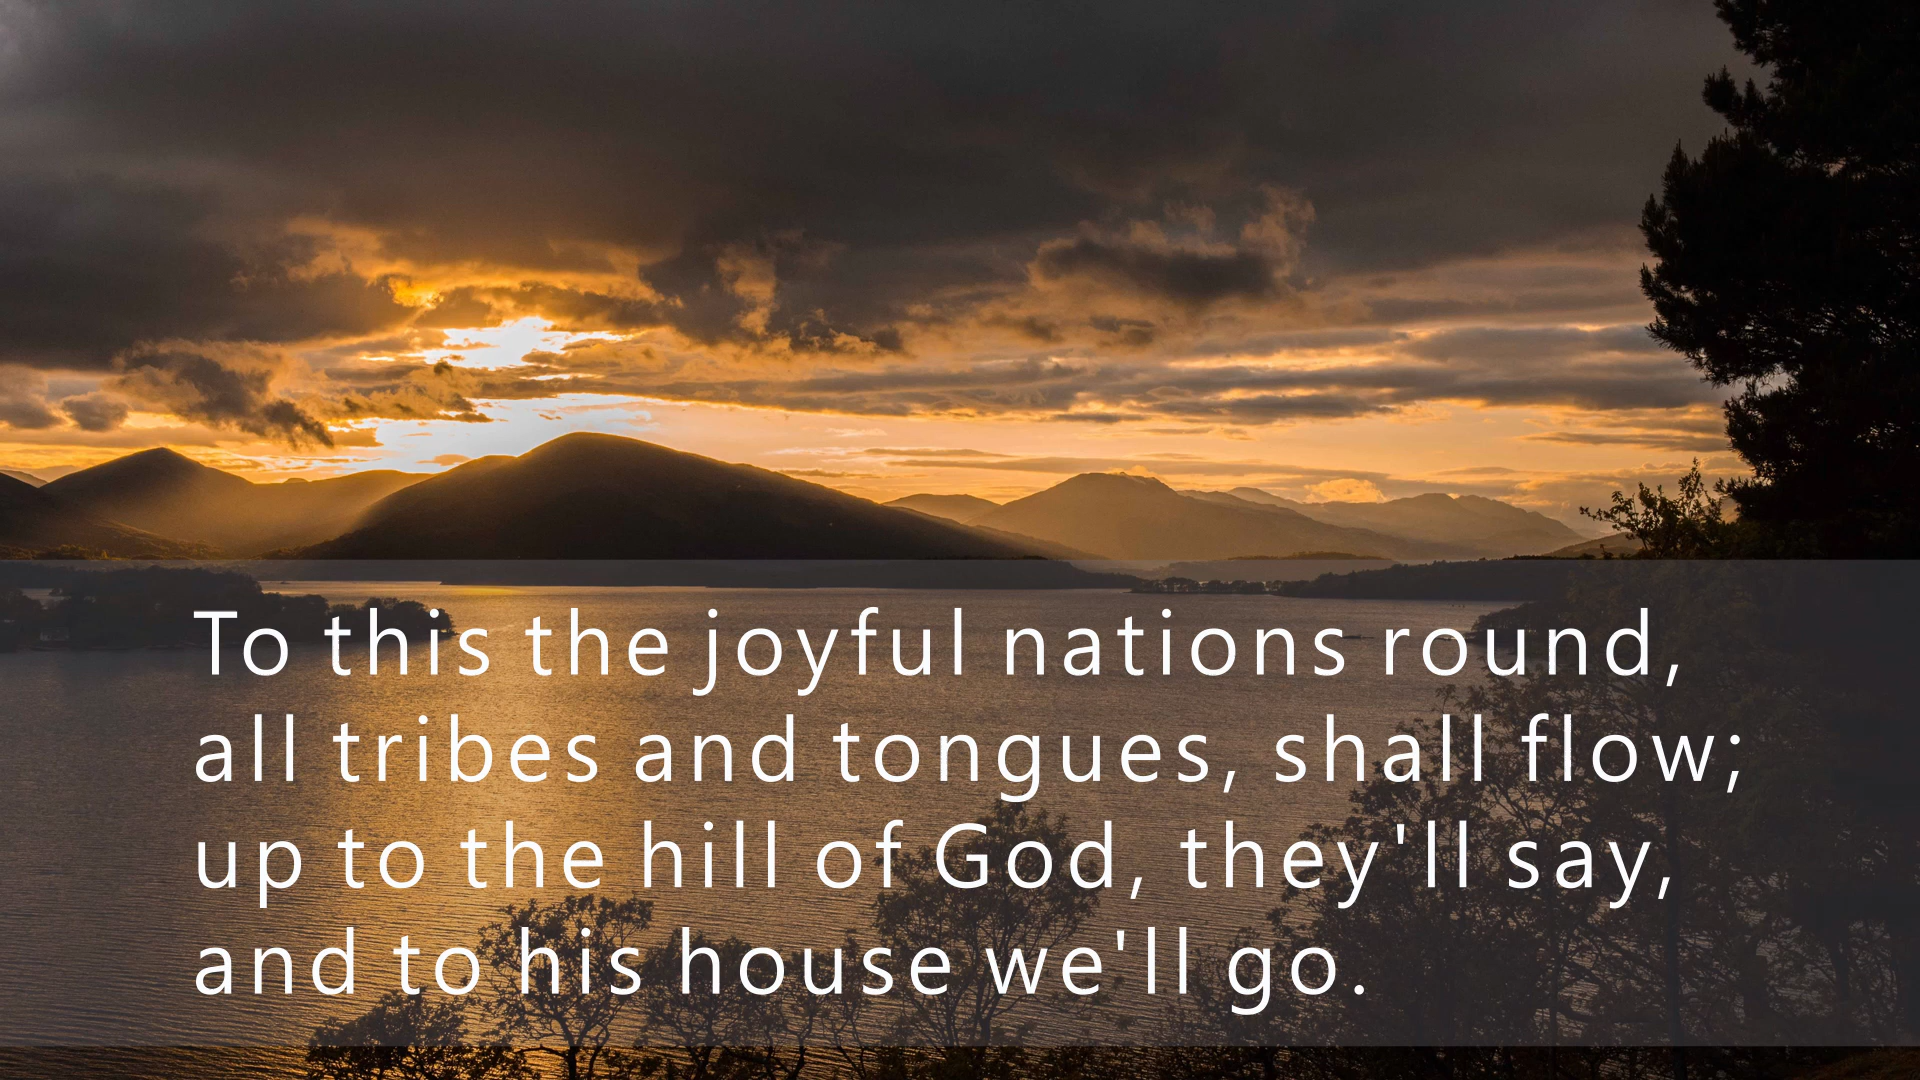 To this the joyful nations round,
all tribes and tongues, shall flow;
up to the hill of God, they'll say,
and to his house we'll go.